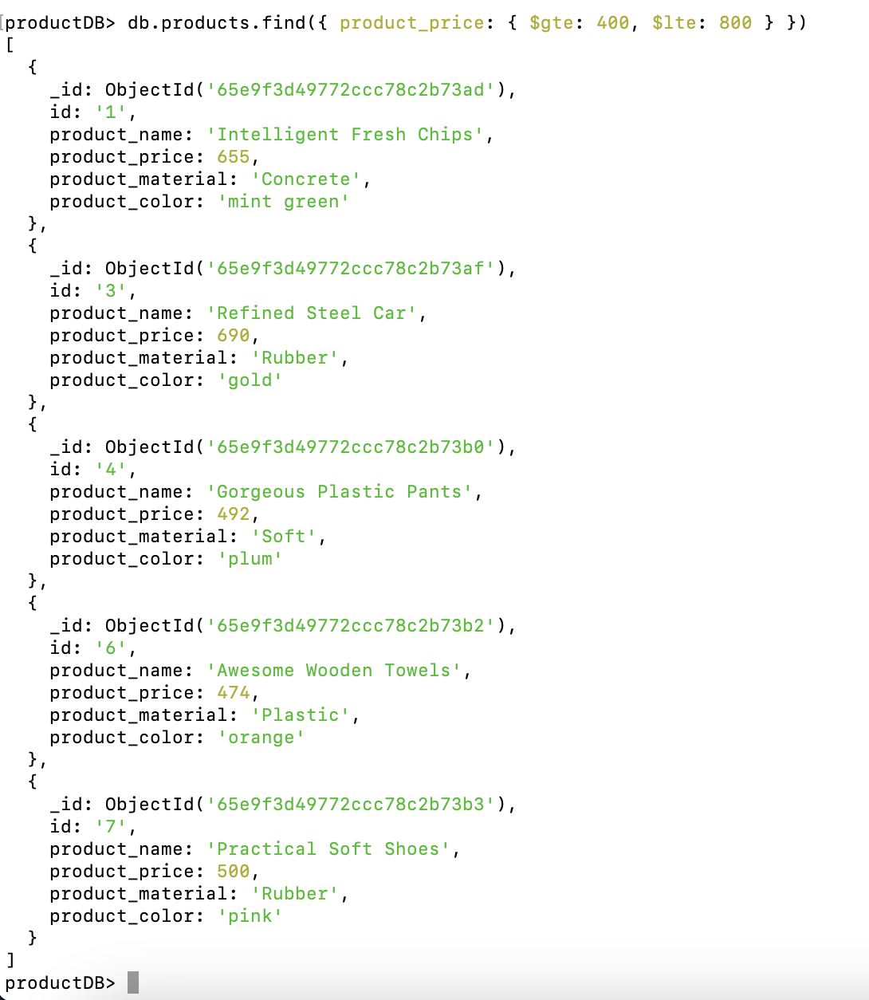 productDB> db.products.find({ product_price: { $gte: 400, $lte: 800 } })
[
  {
    _id: ObjectId('65e9f3d49772ccc78c2b73ad'),
    id: '1',
    product_name: 'Intelligent Fresh Chips',
    product_price: 655,
    product_material: 'Concrete',
    product_color: 'mint green'
  },
  {
    _id: ObjectId('65e9f3d49772ccc78c2b73af'),
    id: '3',
    product_name: 'Refined Steel Car',
    product_price: 690,
    product_material: 'Rubber',
    product_color: 'gold'
  },
  {
    _id: ObjectId('65e9f3d49772ccc78c2b73b0'),
    id: '4',
    product_name: 'Gorgeous Plastic Pants',
    product_price: 492,
    product_material: 'Soft',
    product_color: 'plum'
  },
  {
    _id: ObjectId('65e9f3d49772ccc78c2b73b2'),
    id: '6',
    product_name: 'Awesome Wooden Towels',
    product_price: 474,
    product_material: 'Plastic',
    product_color: 'orange'
  },
  {
    _id: ObjectId('65e9f3d49772ccc78c2b73b3'),
    id: '7',
    product_name: 'Practical Soft Shoes',
    product_price: 500,
    product_material: 'Rubber',
    product_color: 'pink'
  }
]
productDB>